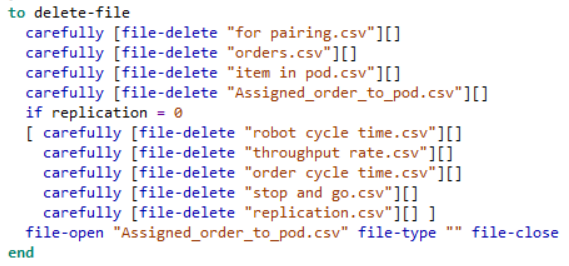 to delete-file
carefully [file-delete "for pairing.csv"][]
carefully [file-delete "orders.csv"][]
carefully [file-delete "item in pod.csv"][]
carefully [file-delete "Assigned_order_to_pod.csv"][]
if replication = 0
[ carefully [file-delete "robot cycle time.csv"][]
carefully [file-delete "throughput rate.csv"][]
carefully [file-delete "order cycle time.csv"][]
carefully [file-delete "stop and go.csv"][]
carefully [file-delete "replication.csv"][] ]
file-open "Assigned_order_to_pod.csv" file-type "" file-close
end